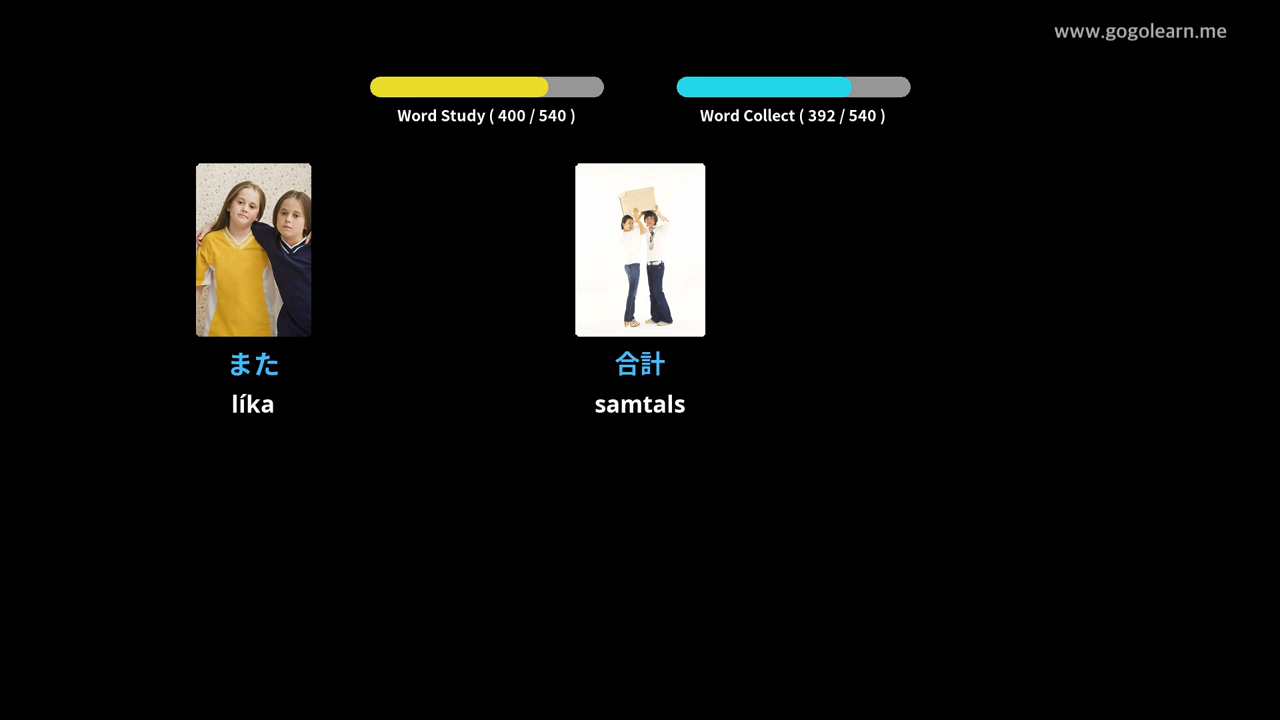 www.gogolearn.me
Word Study ( 400 / 540 )
Word Collect ( 392 / 540 )
また
líka
合計
samtals